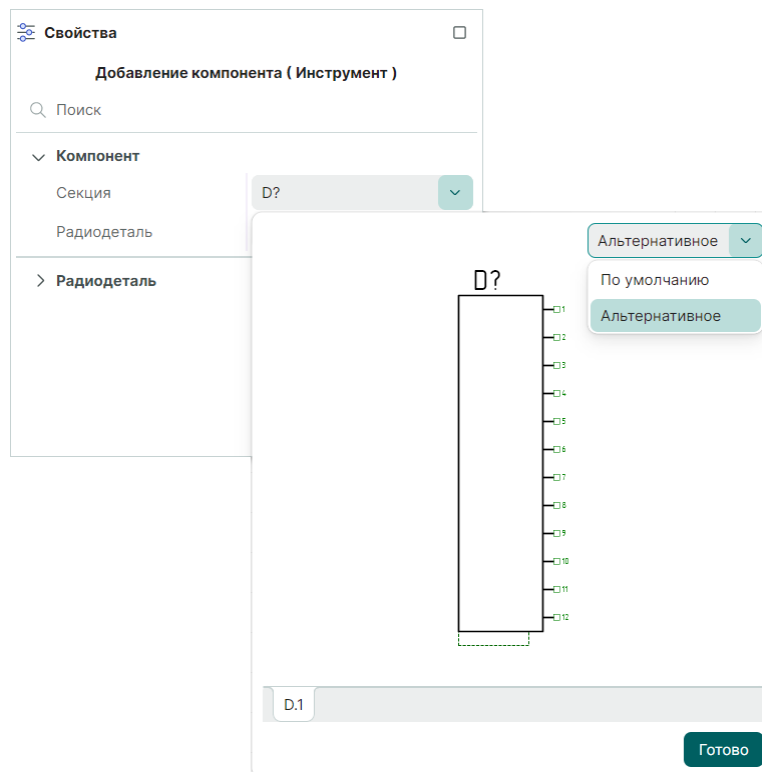 Свойства
Добавление компонента ( Инструмент )
Поиск
Компонент
Секция
D?
Радиодеталь
Радиодеталь
Альтернативное
По умолчанию
Альтернативное
D?
1
2
3
4
5
6
7
8
9
10
11
12
D.1
Готово